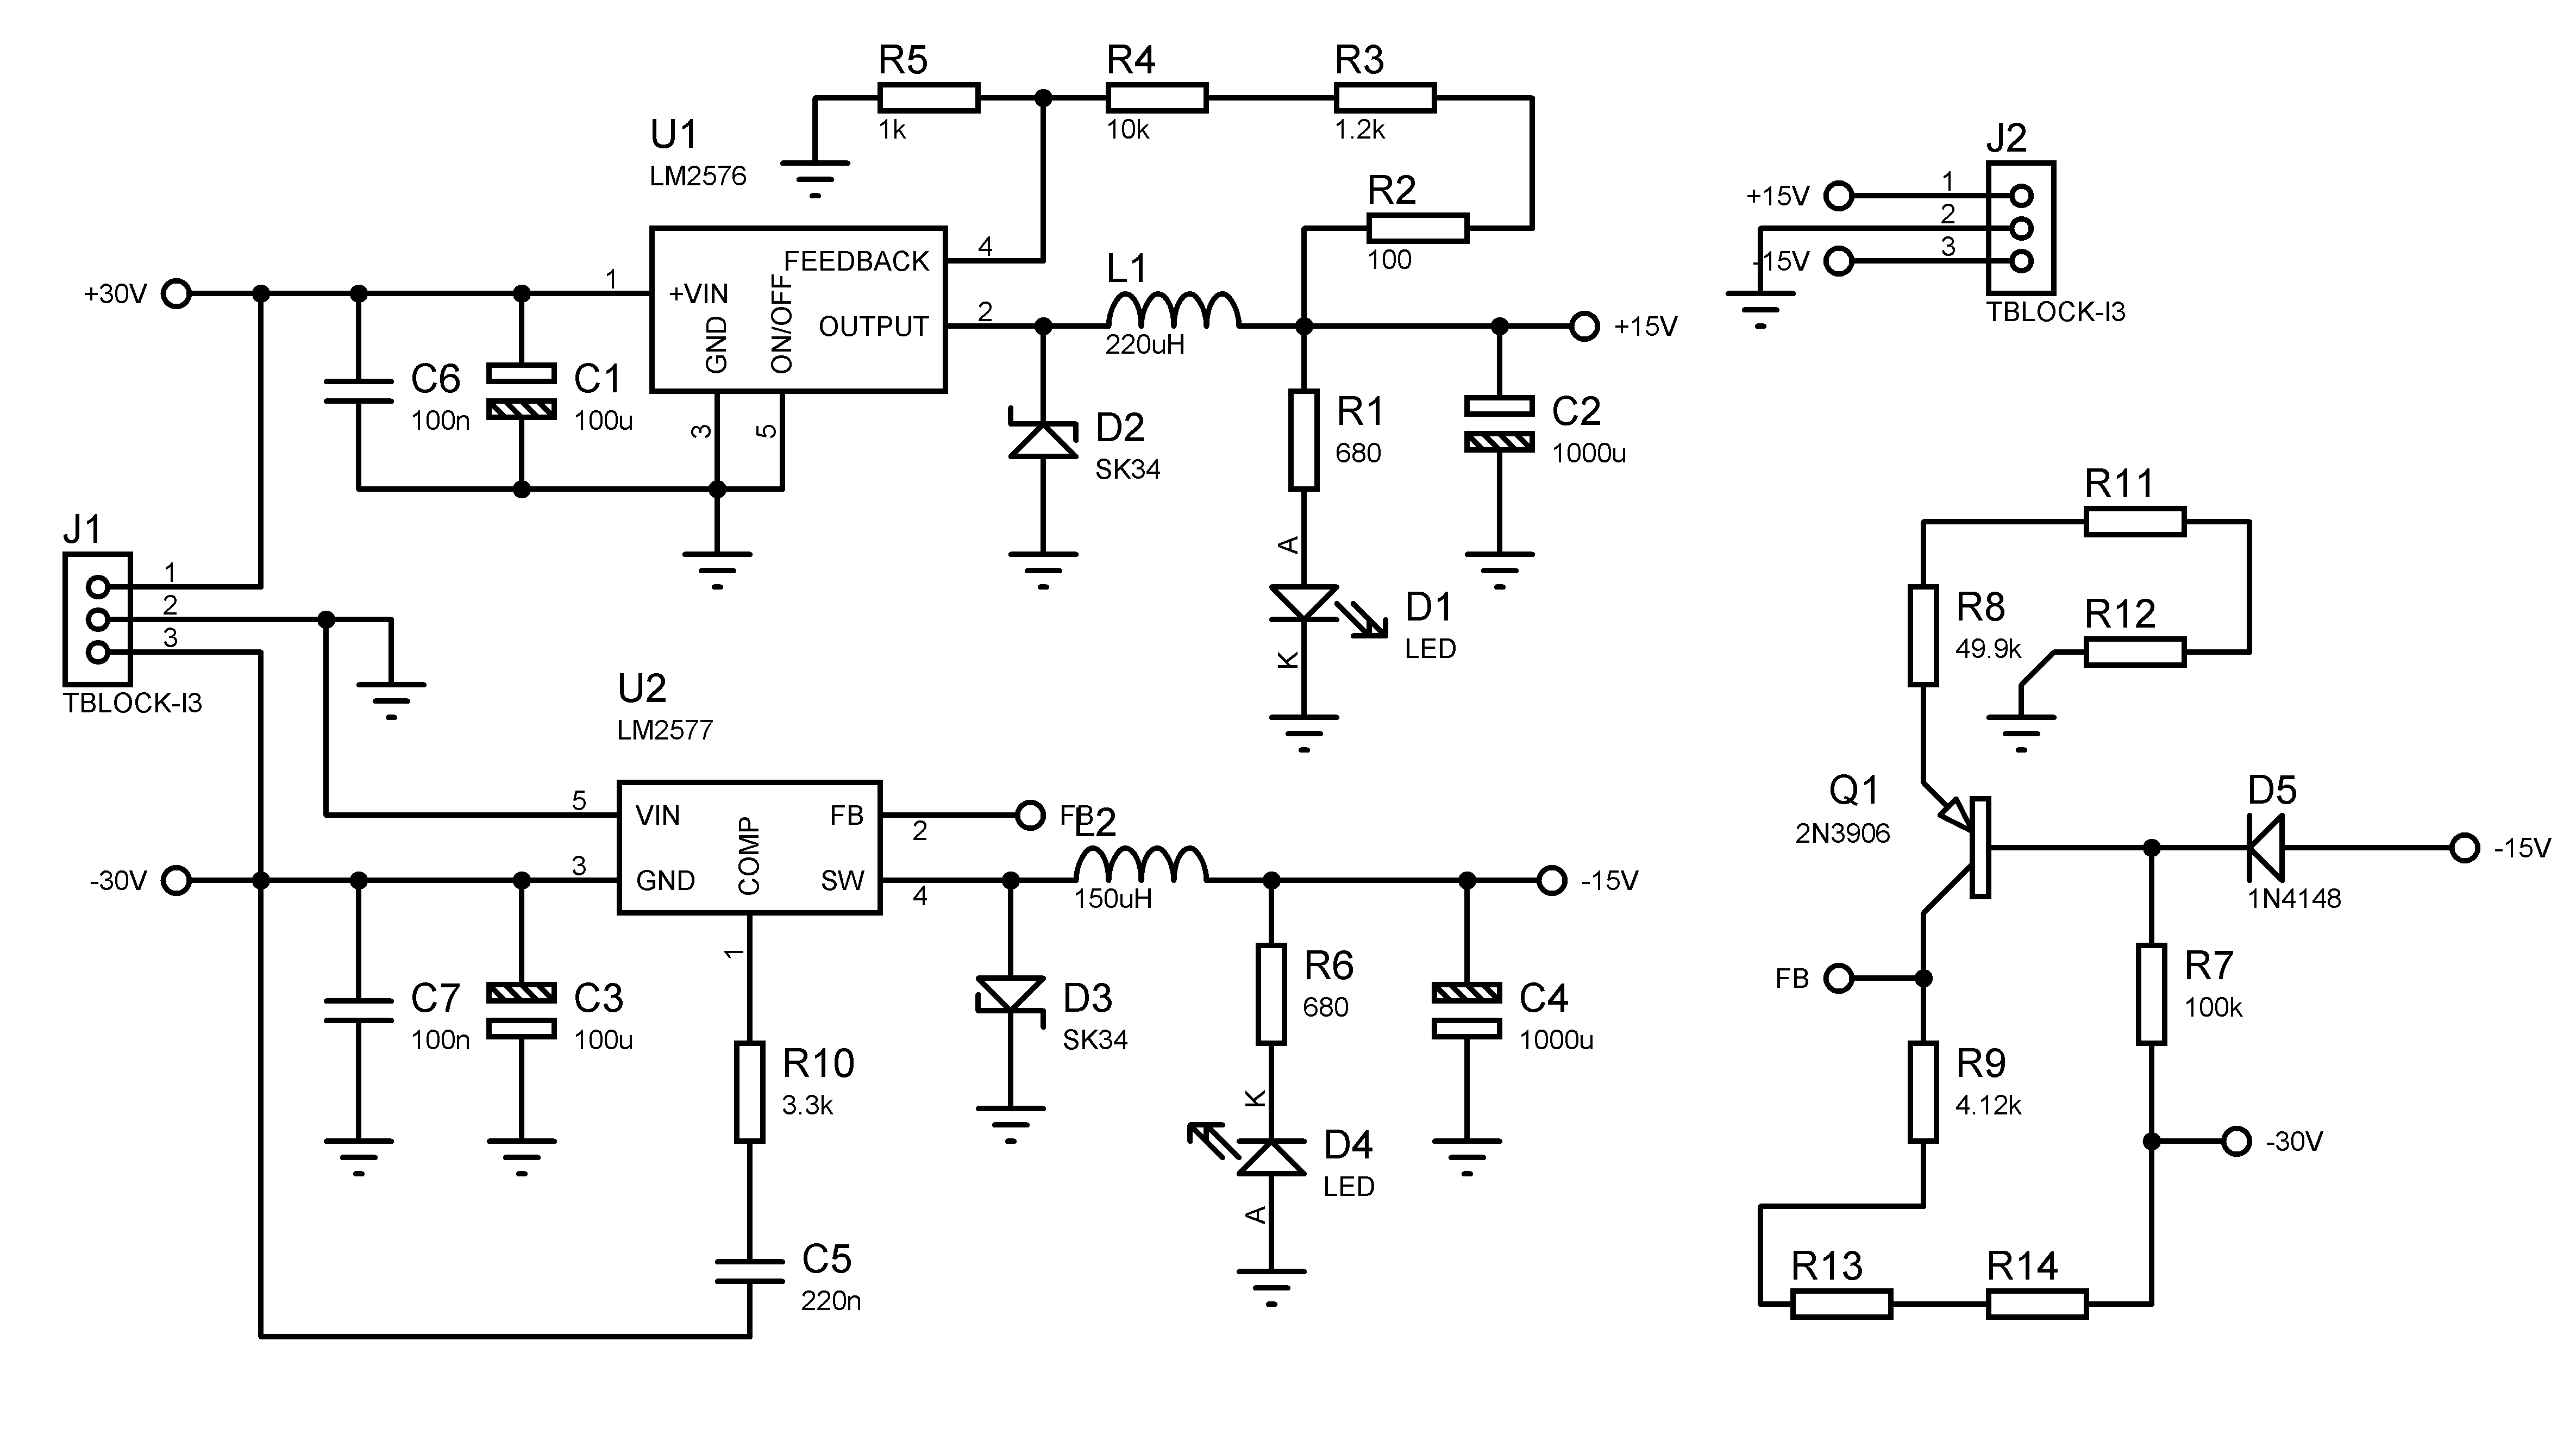 R5
1k
R4
10k
R3
1.2k
U1
LM2576
R2
100
J2
+15V
1
2
-15V
3
TBLOCK-I3
+30V
1
+VIN
GND
ON/OFF
FEEDBACK
OUTPUT
4
2
3
5
L1
220uH
+15V
C6
100n
C1
100u
D2
SK34
R1
680
C2
1000u
A
K
D1
LED
J1
1
2
3
TBLOCK-I3
U2
LM2577
5
VIN
3
GND
COMP
FB
SW
2
4
1
FB
L2
150uH
-30V
-15V
C7
100n
C3
100u
R10
3.3k
C5
220n
D3
SK34
R6
680
K
A
D4
LED
C4
1000u
R11
R8
49.9k
R12
Q1
2N3906
D5
1N4148
-15V
FB
R7
100k
R9
4.12k
-30V
R13
R14